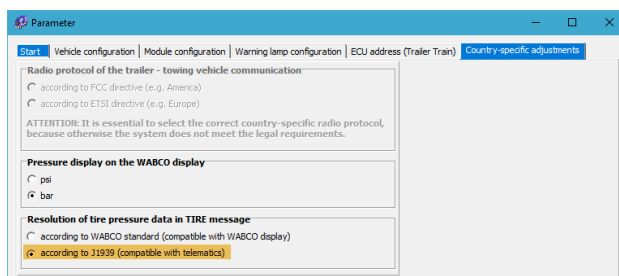 Parameter
Start Vehicle configuration Module configuration Warning lamp configuration ECU address (Trailer Train) Country-specific adjustments
Radio protocol of the trailer - towing vehicle communication
according to FCC directive (e.g. America)
according to ETSI directive (e.g. Europe)
ATTENTION: It is essential to select the correct country-specific radio protocol,
because otherwise the system does not meet the legal requirements.
Pressure display on the WABCO display
psi
bar
Resolution of tire pressure data in TIRE message
according to WABCO standard (compatible with WABCO display)
according to J1939 (compatible with telematics)